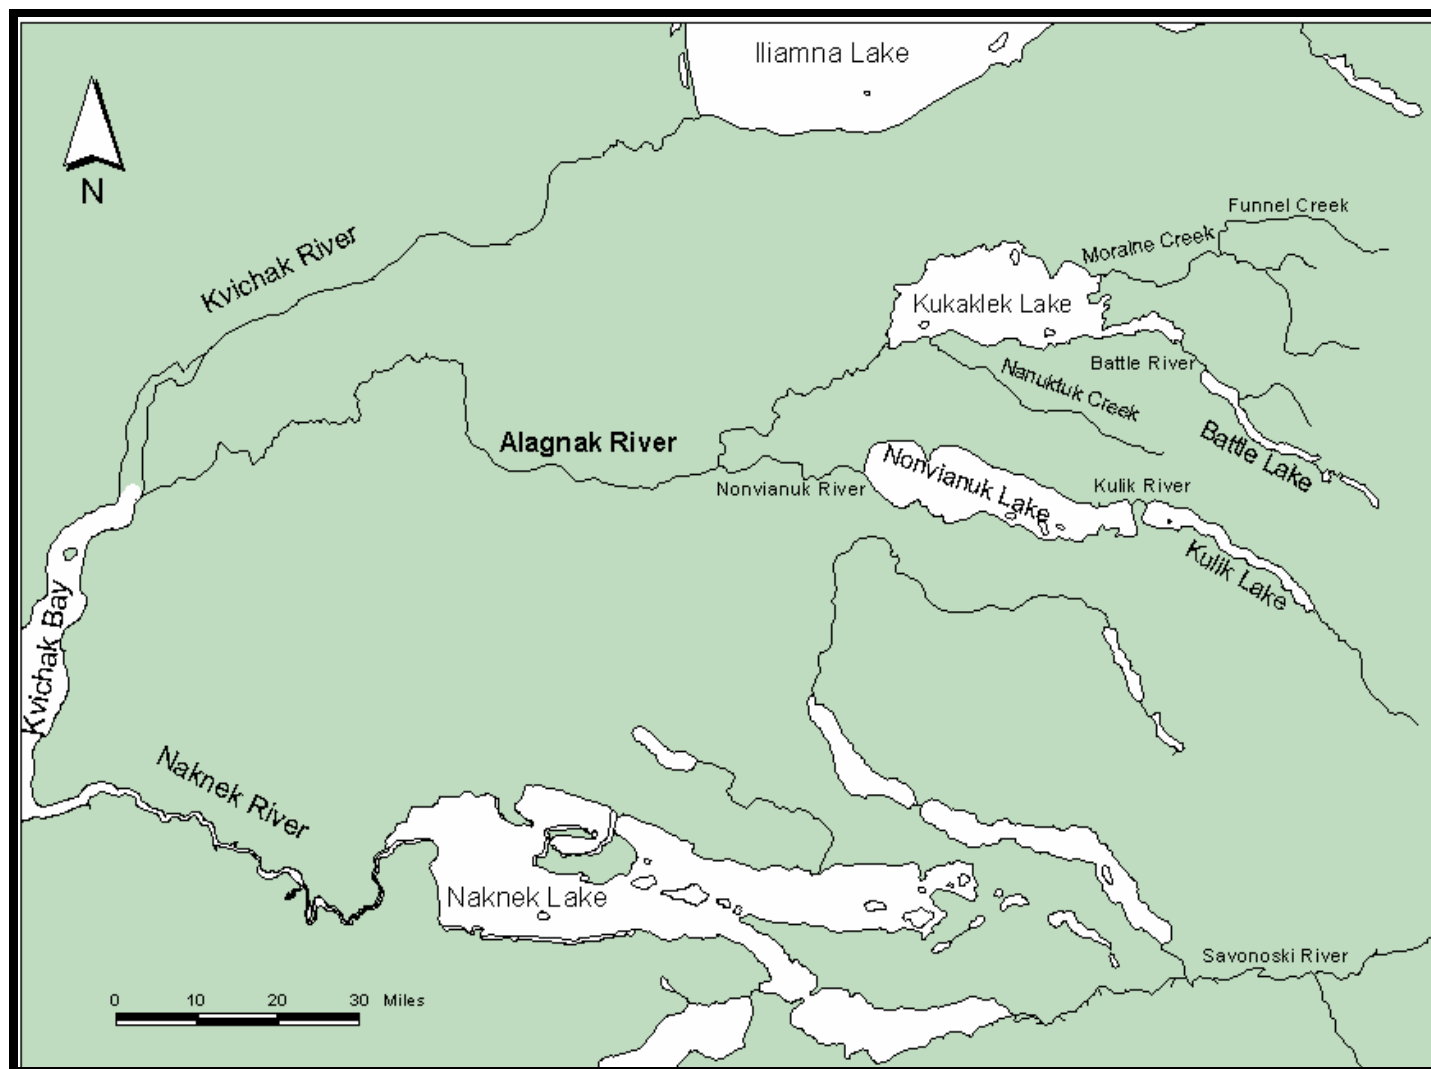 Iliamna Lake
N
Funnel Creek
Moraine Creek
Kvichak River
Kukaklek Lake
Battle River
Nanuktuk Creek
Alagnak River
Battle Lake
Nonvianuk Lake
Nonvianuk River
Kulik River
Kulik Lake
Kvichak Bay
Naknek River
Naknek Lake
Savonoski River
0 10 20 30 Miles